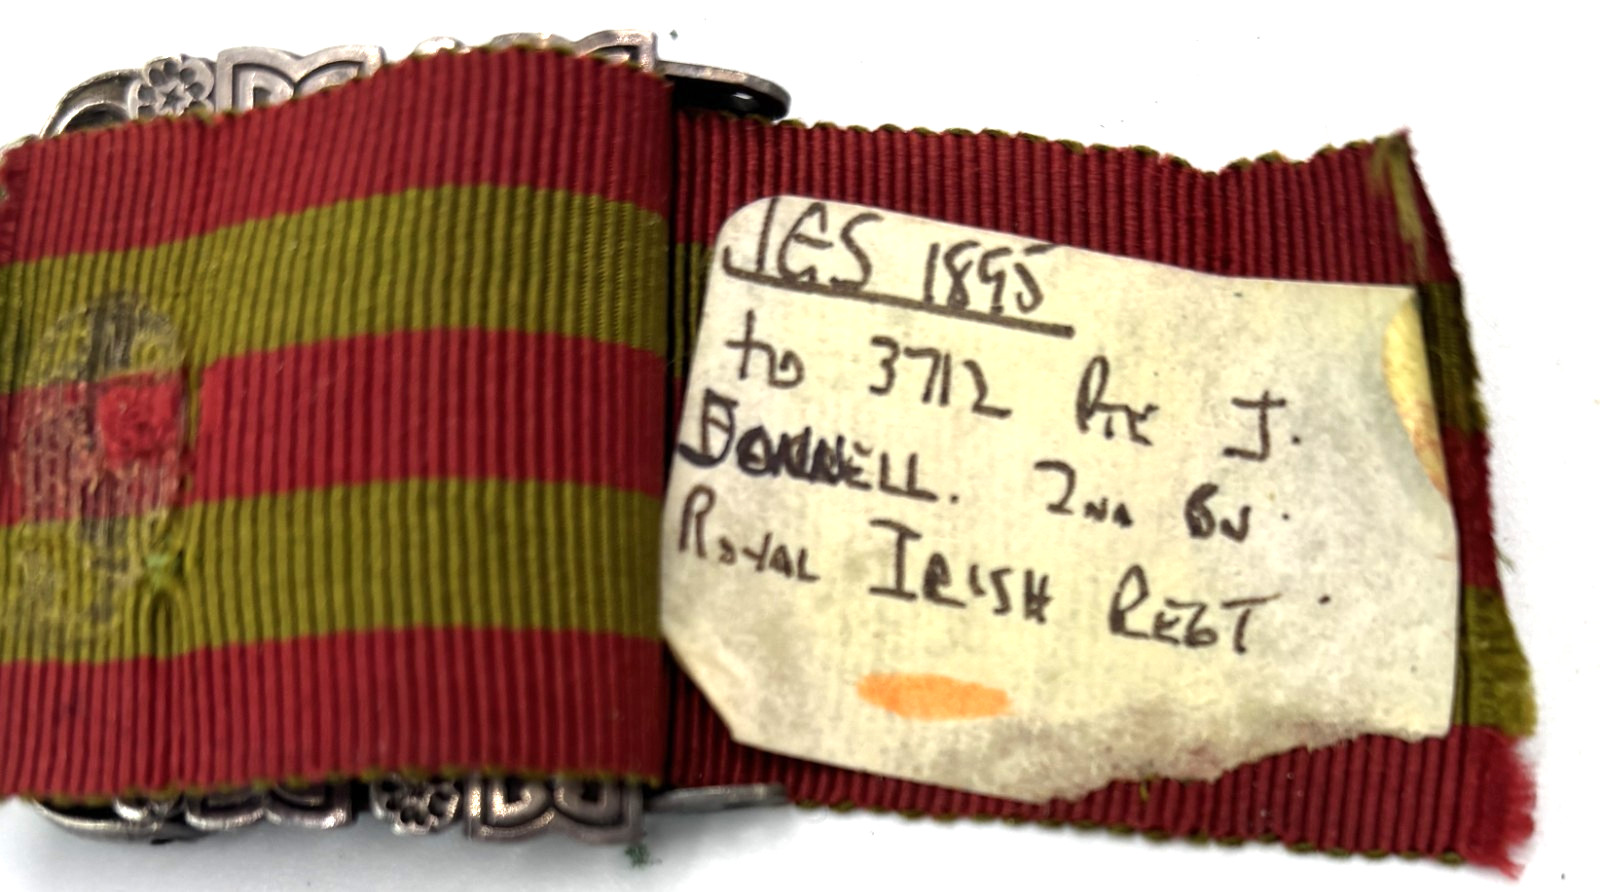 IGS 1895
to 3712 Pte J.
DONNELL. 2ND BN.
ROYAL IRISH REGT.